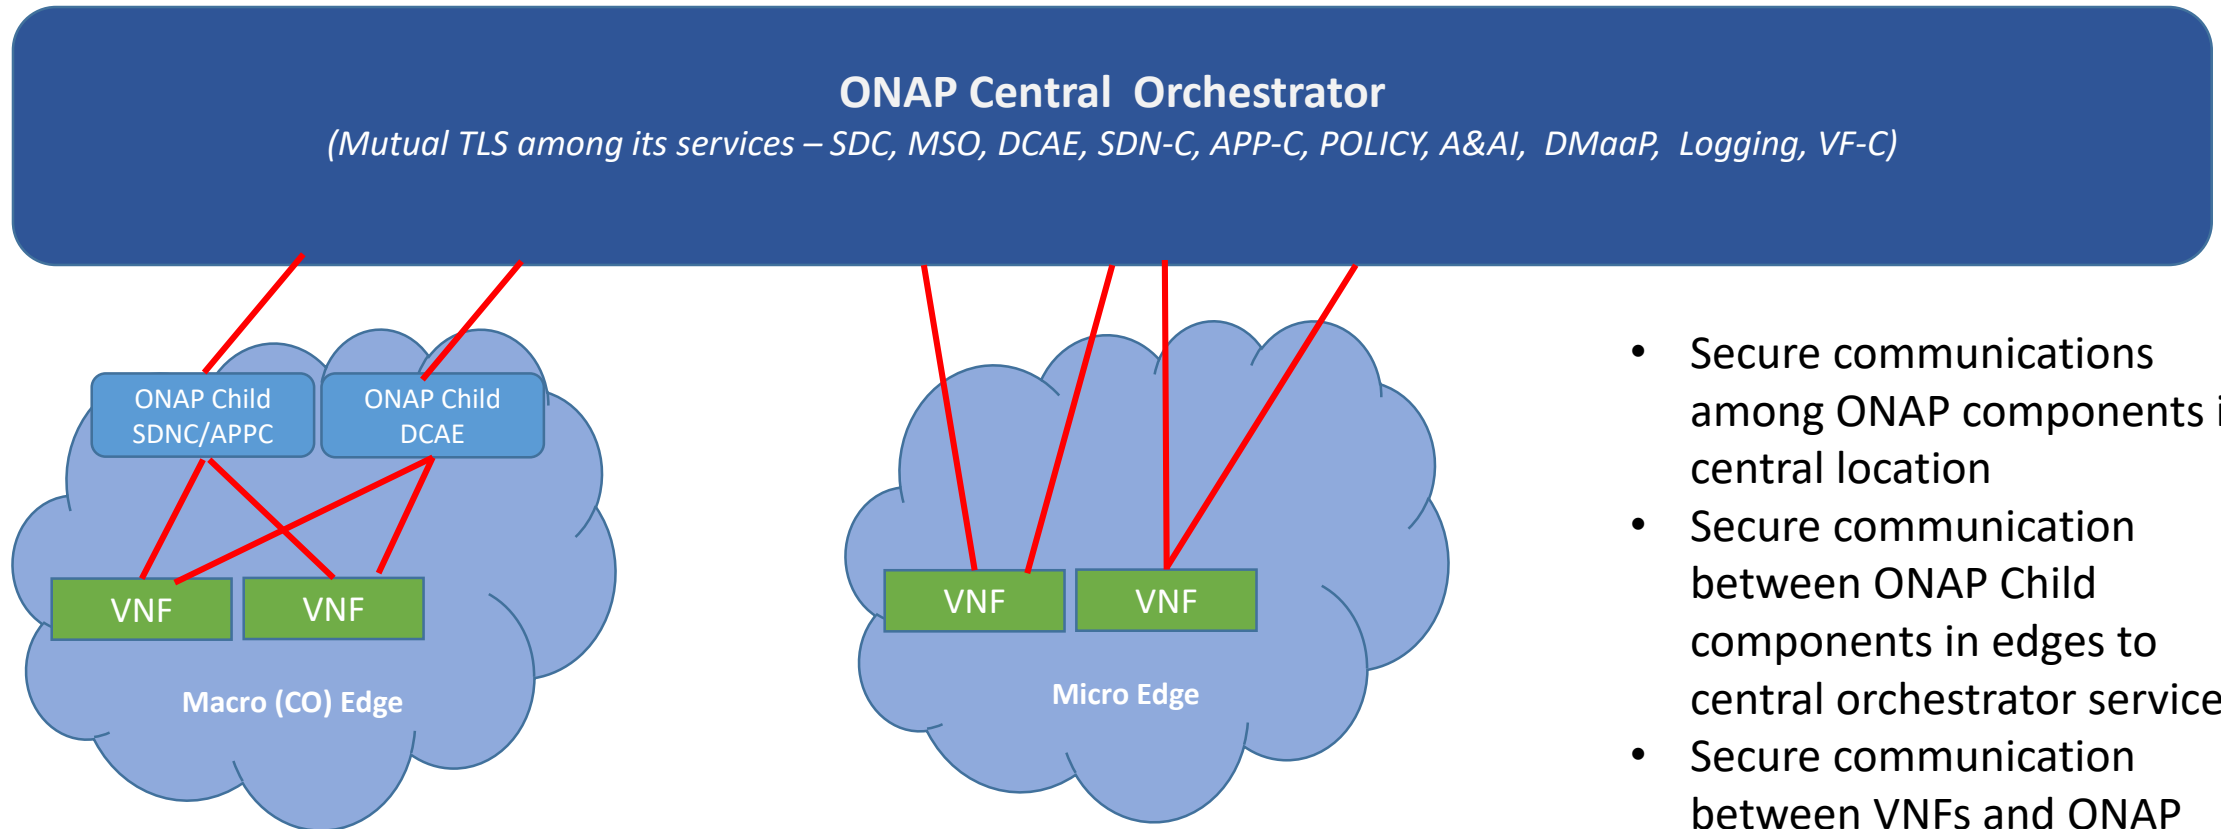 ONAP Central Orchestrator
(Mutual TLS among its services – SDC, MSO, DCAE, SDN-C, APP-C, POLICY, A&AI, DMaaP, Logging, VF-C)
ONAP Child
SDNC/APPC
ONAP Child
DCAE
VNF
VNF
Macro (CO) Edge
VNF
VNF
Micro Edge
• Secure communications
among ONAP components
central location
• Secure communication
between ONAP Child
components in edges to
central orchestrator service
• Secure communication
between VNFs and ONAP